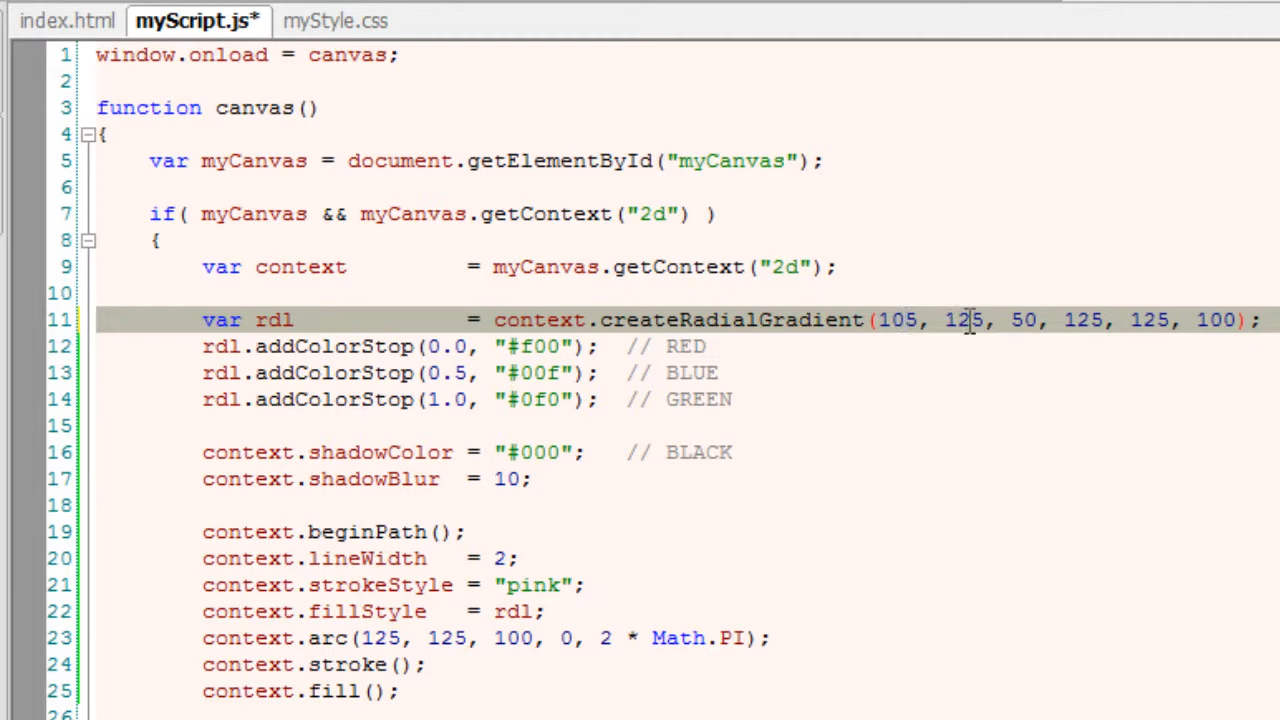 index.html myScript.js* myStyle.css
1 window.onload = canvas;
2
3 function canvas()
4 {
5 var myCanvas = document.getElementById("myCanvas");
6
7 if( myCanvas && myCanvas.getContext("2d") )
8 {
9 var context = myCanvas.getContext("2d");
10
11 var rdl = context.createRadialGradient(105, 125, 50, 125, 125, 100);
12 rdl.addColorStop(0.0, "#f00"); // RED
13 rdl.addColorStop(0.5, "#00f"); // BLUE
14 rdl.addColorStop(1.0, "#0f0"); // GREEN
15
16 context.shadowColor = "#000"; // BLACK
17 context.shadowBlur = 10;
18
19 context.beginPath();
20 context.lineWidth = 2;
21 context.strokeStyle = "pink";
22 context.fillStyle = rdl;
23 context.arc(125, 125, 100, 0, 2 * Math.PI);
24 context.stroke();
25 context.fill();
26